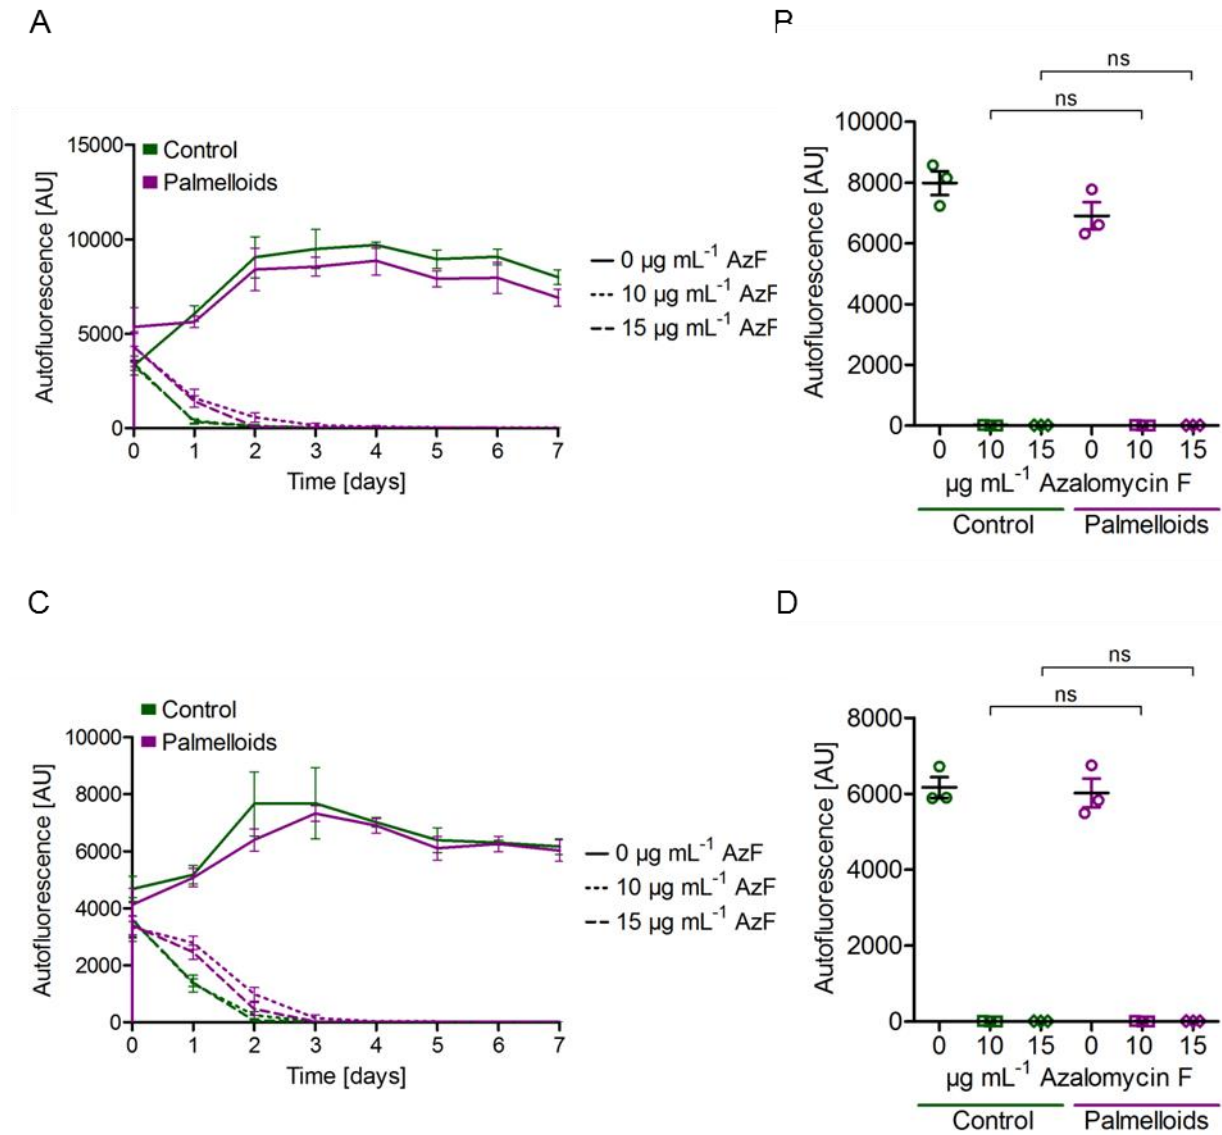 A
B
ns
ns
15000
10000
5000
0
Autofluorescence [AU]
Control
Palmelloids
0 µg mL-1 AzF
10 µg mL-1 AzF
15 µg mL-1 AzF
0 1 2 3 4 5 6 7
Time [days]
10000
8000
6000
4000
2000
0
Autofluorescence [AU]
0 10 15 0 10 15
µg mL-1 Azalomycin F
Control Palmelloids
C
D
ns
ns
10000
8000
6000
4000
2000
0
Autofluorescence [AU]
Control
Palmelloids
0 µg mL-1 AzF
10 µg mL-1 AzF
15 µg mL-1 AzF
0 1 2 3 4 5 6 7
Time [days]
8000
6000
4000
2000
0
Autofluorescence [AU]
0 10 15 0 10 15
µg mL-1 Azalomycin F
Control Palmelloids